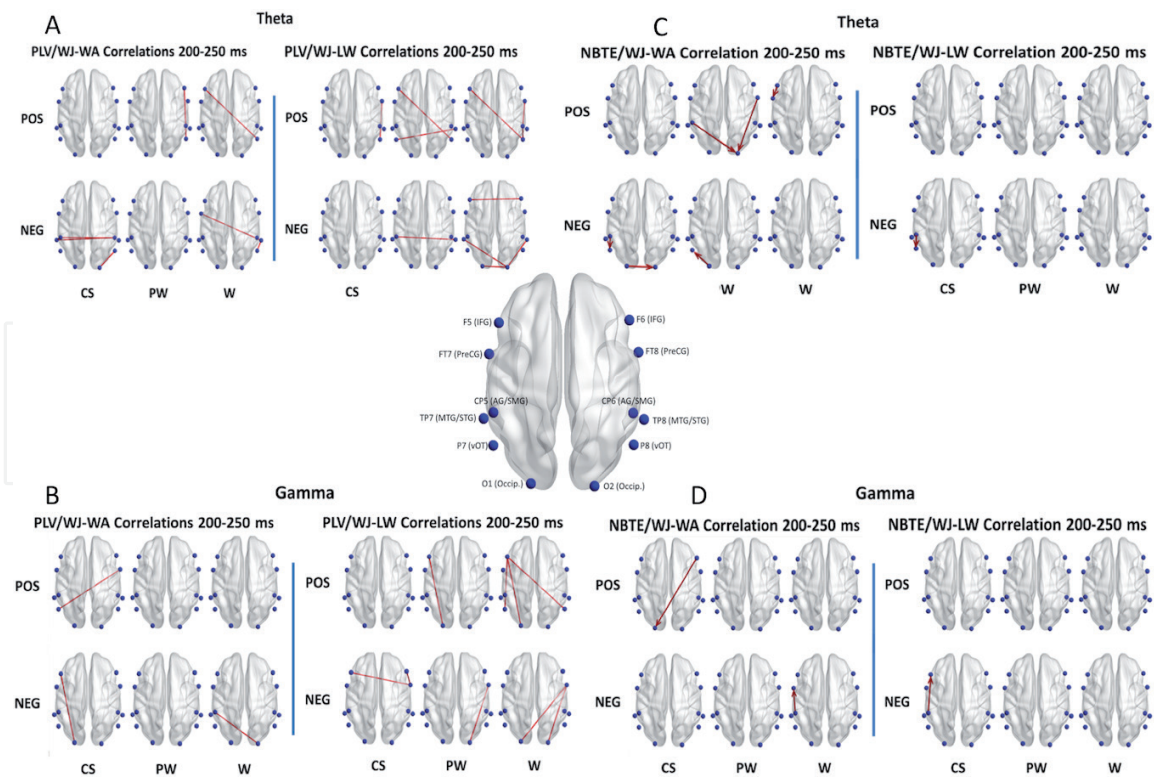 A
Theta
PLV/WJ-WA Correlations 200-250 ms
PLV/WJ-LW Correlations 200-250 ms
POS
POS
NEG
NEG
CS
PW
W
CS
C
Theta
NBTE/WJ-WA Correlation 200-250 ms
NBTE/WJ-LW Correlation 200-250 ms
POS
POS
NEG
NEG
W
W
CS
PW
W
F5 (IFG)
F6 (IFG)
FT7 (PreCG)
FT8 (PreCG)
CP5 (AG/SMG)
CP6 (AG/SMG)
TP7 (MTG/STG)
TP8 (MTG/STG)
P7 (vOT)
P8 (vOT)
O1 (Occip.)
O2 (Occip.)
B
Gamma
PLV/WJ-WA Correlations 200-250 ms
PLV/WJ-LW Correlations 200-250 ms
POS
POS
NEG
NEG
CS
PW
W
CS
PW
W
D
Gamma
NBTE/WJ-WA Correlation 200-250 ms
NBTE/WJ-LW Correlation 200-250 ms
POS
POS
NEG
NEG
CS
PW
W
CS
PW
W